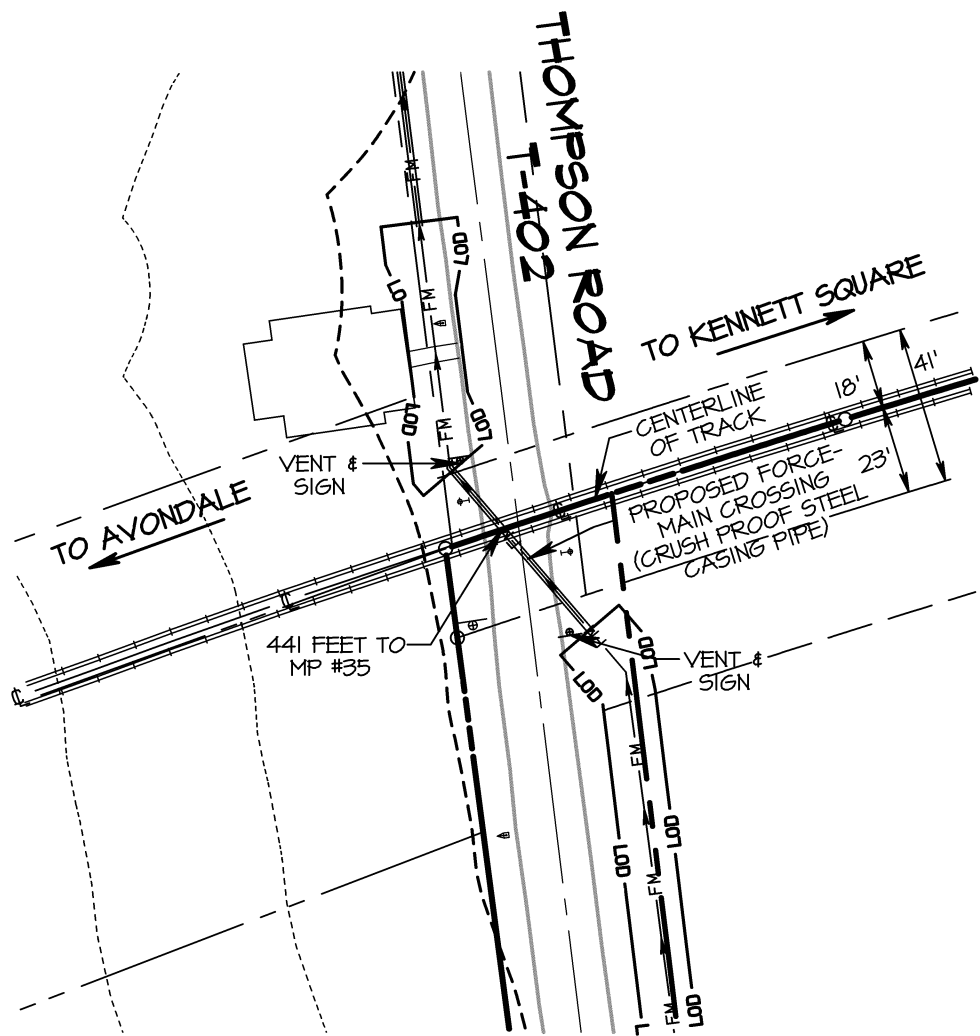 THOMPSON ROAD
T-402
FM
LOD
LO
FM
TO KENNETT SQUARE
41'
18'
23'
CENTERLINE
OF TRACK
LOD
FM
LOD
VENT &
SIGN
PROPOSED FORCE-
MAIN CROSSING
(CRUSH PROOF STEEL
CASING PIPE)
TO AVONDALE
441 FEET TO
MP #35
LOD
VENT &
SIGN
LOD
FM
LOD
LOD
FM
LOD
FM
L